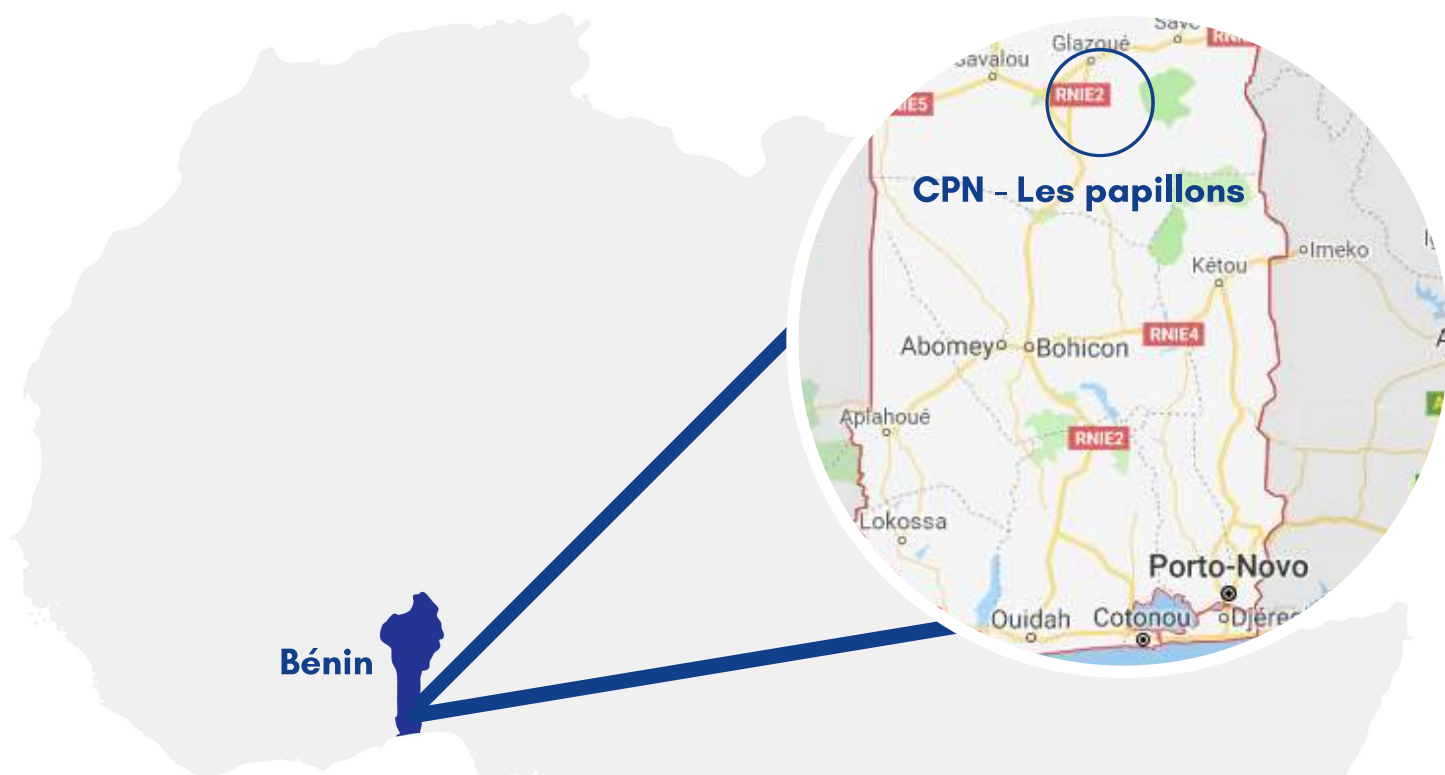 Savè
Glazoué
Savalou
RNIE5
RNIE2
CPN - Les papillons
Imeko
Kétou
RNIE4
Abomey
Bohicon
Aplahoué
RNIE2
Lokossa
Porto-Novo
Ouidah
Cotonou
Bénin